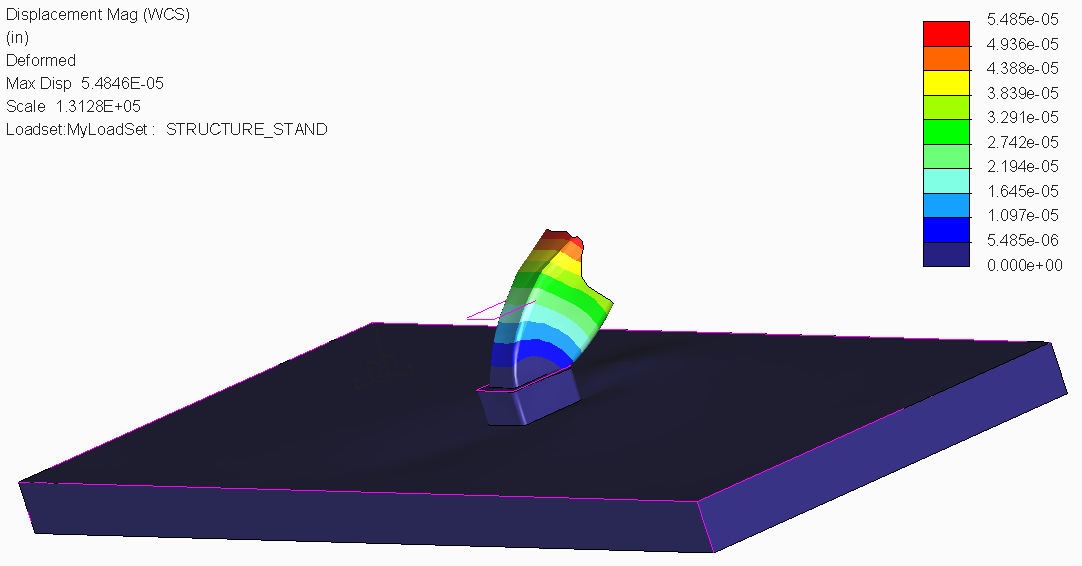 Displacement Mag (WCS)
(in)
Deformed
Max Disp 5.4846E-05
Scale 1.3128E+05
Loadset:MyLoadSet : STRUCTURE_STAND
5.485e-05
4.936e-05
4.388e-05
3.839e-05
3.291e-05
2.742e-05
2.194e-05
1.645e-05
1.097e-05
5.485e-06
0.000e+00